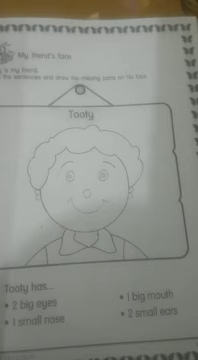 My friend's face
is my friend.
the sentences and draw the missing parts on his face.
Tooty
Tooty has...
• 2 big eyes
• 1 small nose
• 1 big mouth
• 2 small ears